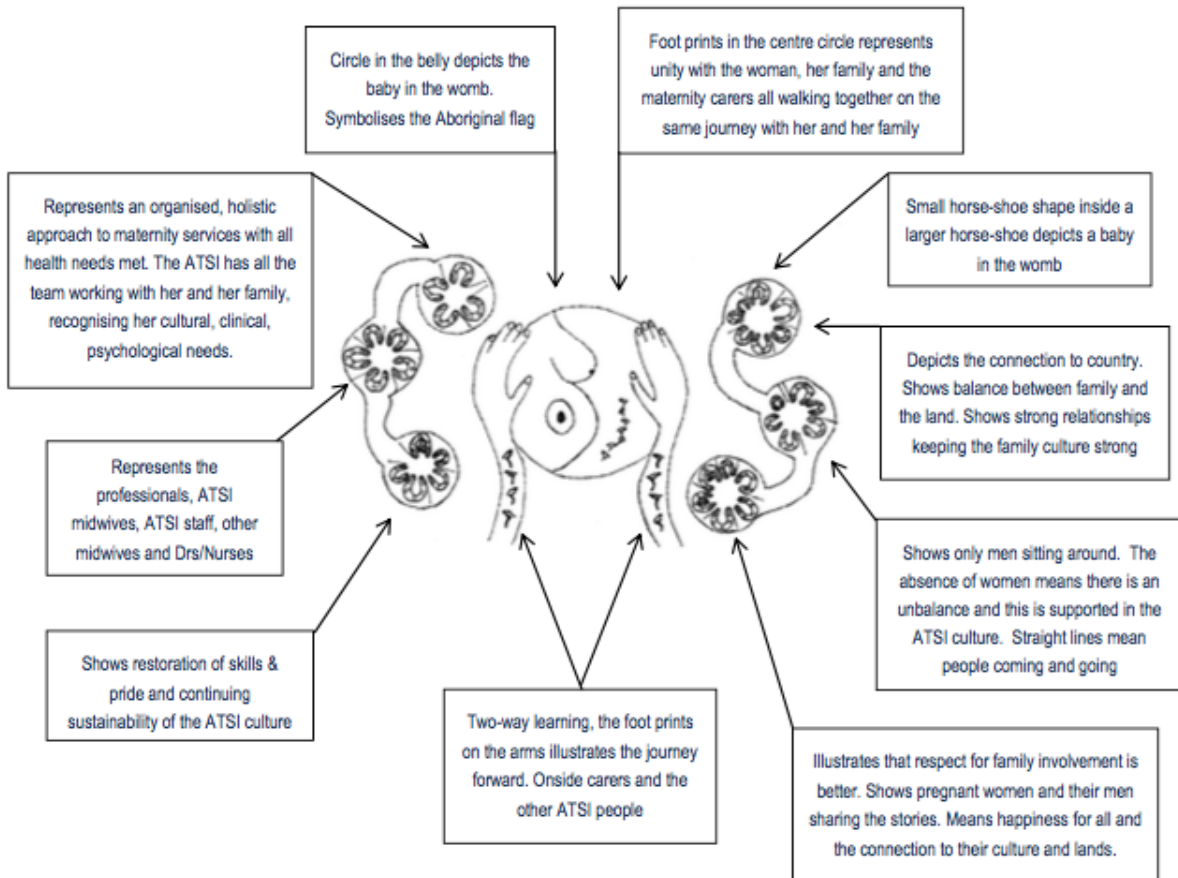 Circle in the belly depicts the
baby in the womb.
Symbolises the Aboriginal flag
Foot prints in the centre circle represents
unity with the woman, her family and the
maternity carers all walking together on the
same journey with her and her family
Represents an organised, holistic
approach to maternity services with all
health needs met. The ATSI has all the
team working with her and her family,
recognising her cultural, clinical,
psychological needs.
Small horse-shoe shape inside a
larger horse-shoe depicts a baby
in the womb
Depicts the connection to country.
Shows balance between family and
the land. Shows strong relationships
keeping the family culture strong
Represents the
professionals, ATSI
midwives, ATSI staff, other
midwives and Drs/Nurses
Shows only men sitting around. The
absence of women means there is an
unbalance and this is supported in the
ATSI culture. Straight lines mean
people coming and going
Shows restoration of skills &
pride and continuing
sustainability of the ATSI culture
Two-way learning, the foot prints
on the arms illustrates the journey
forward. Onside carers and the
other ATSI people
Illustrates that respect for family involvement is
better. Shows pregnant women and their men
sharing the stories. Means happiness for all and
the connection to their culture and lands.